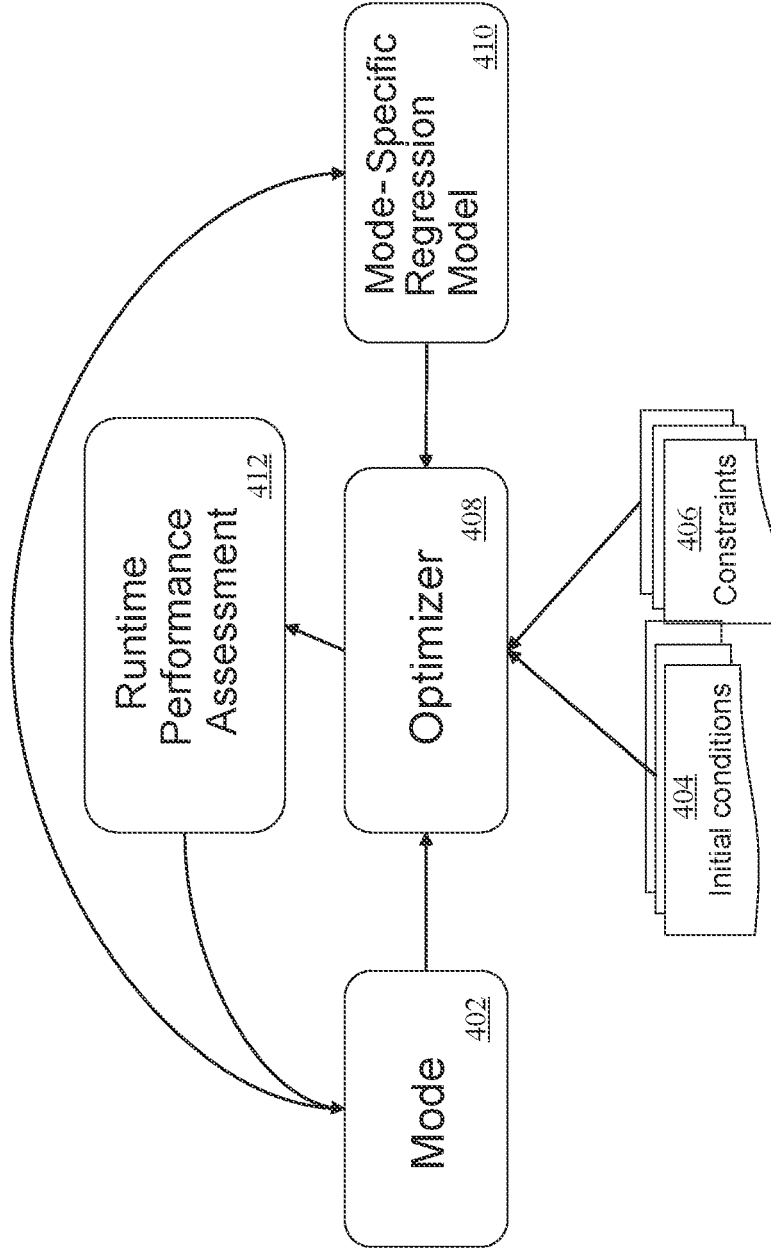 Runtime
Performance
Assessment
412
Mode
402
Optimizer
408
Mode-Specific
Regression
Model
410
404
Initial conditions
406
Constraints